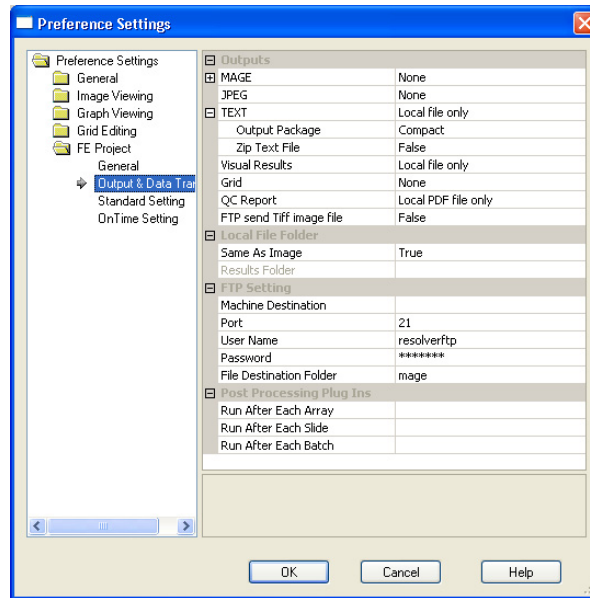 Preference Settings
Preference Settings
General
Image Viewing
Graph Viewing
Grid Editing
FE Project
General
Output & Data Tran
Standard Setting
OnTime Setting
Outputs
MAGE None
JPEG None
TEXT Local file only
Output Package Compact
Zip Text File False
Visual Results Local file only
Grid None
QC Report Local PDF file only
FTP send Tiff image file False
Local File Folder
Same As Image True
Results Folder
FTP Setting
Machine Destination
Port 21
User Name resolverftp
Password *******
File Destination Folder mage
Post Processing Plug Ins
Run After Each Array
Run After Each Slide
Run After Each Batch
OK Cancel Help